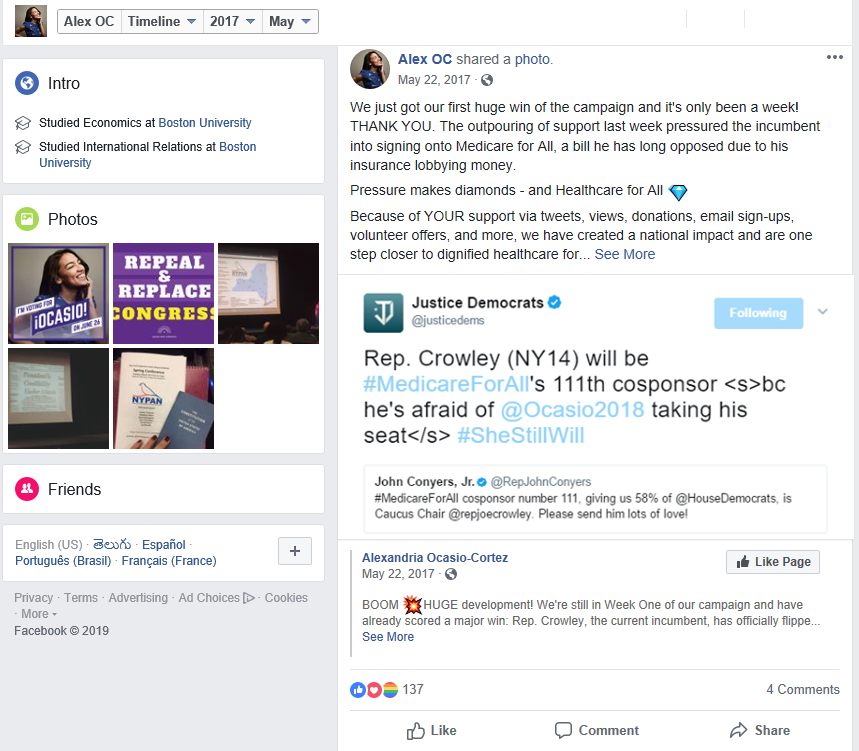 Alex OC Timeline 2017 May
Intro
Studied Economics at Boston University
Studied International Relations at Boston
University
Photos
I'M VOTING FOR
¡OCASIO!
ON JUNE 26
REPEAL
&
REPLACE
CONGRESS
Spring Conference
NYPAN
Friends
English (US) · తెలుగు · Español ·
Português (Brasil) · Français (France)
+
Privacy · Terms · Advertising · Ad Choices · Cookies
· More
Facebook © 2019
Alex OC shared a photo.
May 22, 2017 ·
We just got our first huge win of the campaign and it's only been a week!
THANK YOU. The outpouring of support last week pressured the incumbent
into signing onto Medicare for All, a bill he has long opposed due to his
insurance lobbying money.
Pressure makes diamonds - and Healthcare for All 💎
Because of YOUR support via tweets, views, donations, email sign-ups,
volunteer offers, and more, we have created a national impact and are one
step closer to dignified healthcare for... See More
Justice Democrats
@justicedems
Following
Rep. Crowley (NY14) will be
#MedicareForAll's 111th cosponsor <s>bc
he's afraid of @Ocasio2018 taking his
seat</s> #SheStillWill
John Conyers, Jr. @RepJohnConyers
#MedicareForAll cosponsor number 111, giving us 58% of @HouseDemocrats, is
Caucus Chair @repjoecrowley. Please send him lots of love!
Alexandria Ocasio-Cortez
May 22, 2017 ·
Like Page
BOOM 💥HUGE development! We're still in Week One of our campaign and have
already scored a major win: Rep. Crowley, the current incumbent, has officially flippe...
See More
137
4 Comments
Like Comment Share